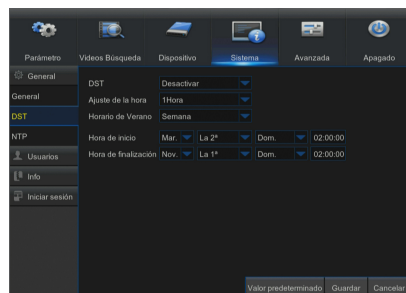 Parámetro Vídeos Búsqueda Dispositivo Sistema Avanzada Apagado
General
General
DST
NTP
Usuarios
Info
Iniciar sesión
DST Desactivar
Ajuste de la hora 1Hora
Horario de Verano Semana
Hora de inicio Mar. La 2ª Dom. 02:00:00
Hora de finalización Nov. La 1ª Dom. 02:00:00
Valor predeterminado Guardar Cancelar